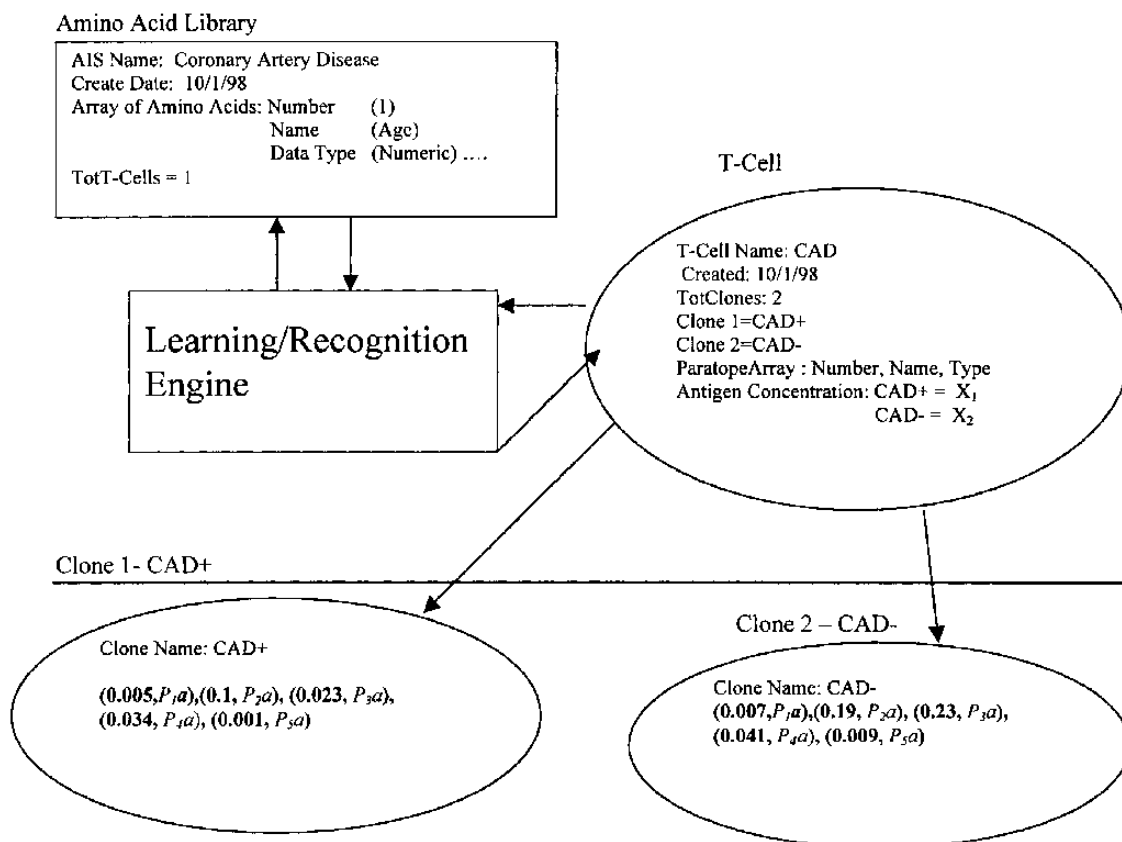 Amino Acid Library
AIS Name: Coronary Artery Disease
Create Date: 10/1/98
Array of Amino Acids: Number (1)
Name (Age)
Data Type (Numeric) ....
TotT-Cells = 1
T-Cell
T-Cell Name: CAD
Created: 10/1/98
TotClones: 2
Clone 1=CAD+
Clone 2=CAD-
ParatopeArray : Number, Name, Type
Antigen Concentration: CAD+ = X₁
CAD- = X₂
Learning/Recognition
Engine
Clone 1- CAD+
Clone Name: CAD+
(0.005,P₁a),(0.1, P₂a), (0.023, P₃a),
(0.034, P₄a), (0.001, P₅a)
Clone 2 – CAD-
Clone Name: CAD-
(0.007,P₁a),(0.19, P₂a), (0.23, P₃a),
(0.041, P₄a), (0.009, P₅a)